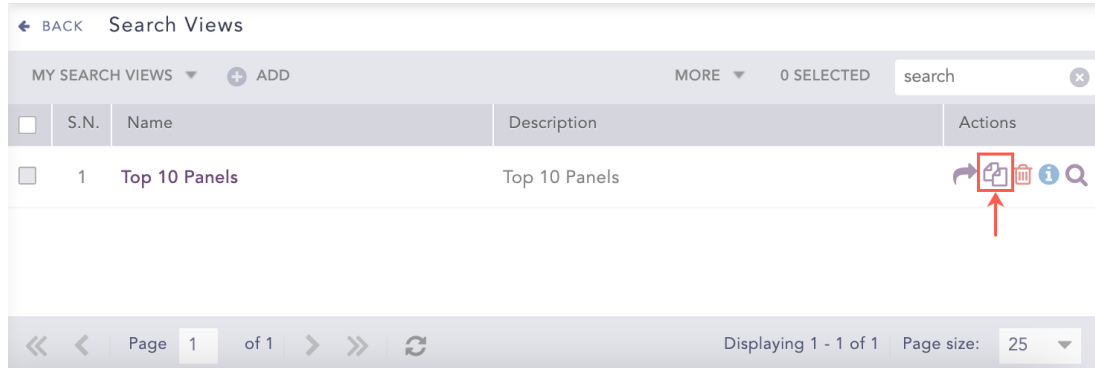 BACK Search Views
MY SEARCH VIEWS ADD MORE 0 SELECTED search
S.N. Name Description Actions
1 Top 10 Panels Top 10 Panels
Page 1 of 1 Displaying 1 - 1 of 1 Page size: 25